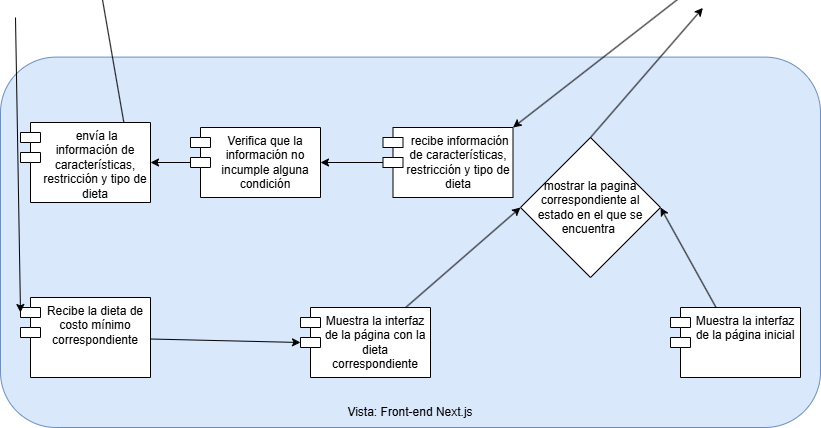 envía la
información de
características,
restricción y tipo de
dieta
Verifica que la
información no
incumple alguna
condición
recibe información
de características,
restricción y tipo de
dieta
mostrar la pagina
correspondiente al
estado en el que se
encuentra
Recibe la dieta de
costo mínimo
correspondiente
Muestra la interfaz
de la página con la
dieta
correspondiente
Muestra la interfaz
de la página inicial
Vista: Front-end Next.js